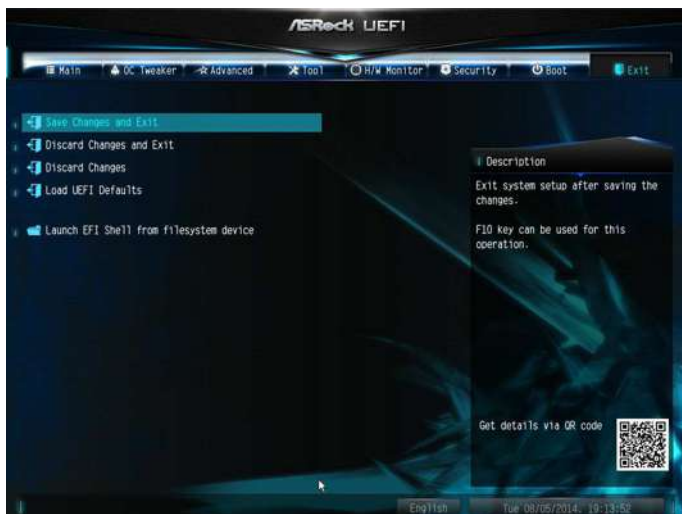 ASRock UEFI
Main OC Tweaker Advanced Tool H/W Monitor Security Boot Exit
Save Changes and Exit
Discard Changes and Exit
Discard Changes
Load UEFI Defaults
Launch EFI Shell from filesystem device
Description
Exit system setup after saving the
changes.
F10 key can be used for this
operation.
Get details via QR code
English
Tue 08/05/2014. 19:13:52